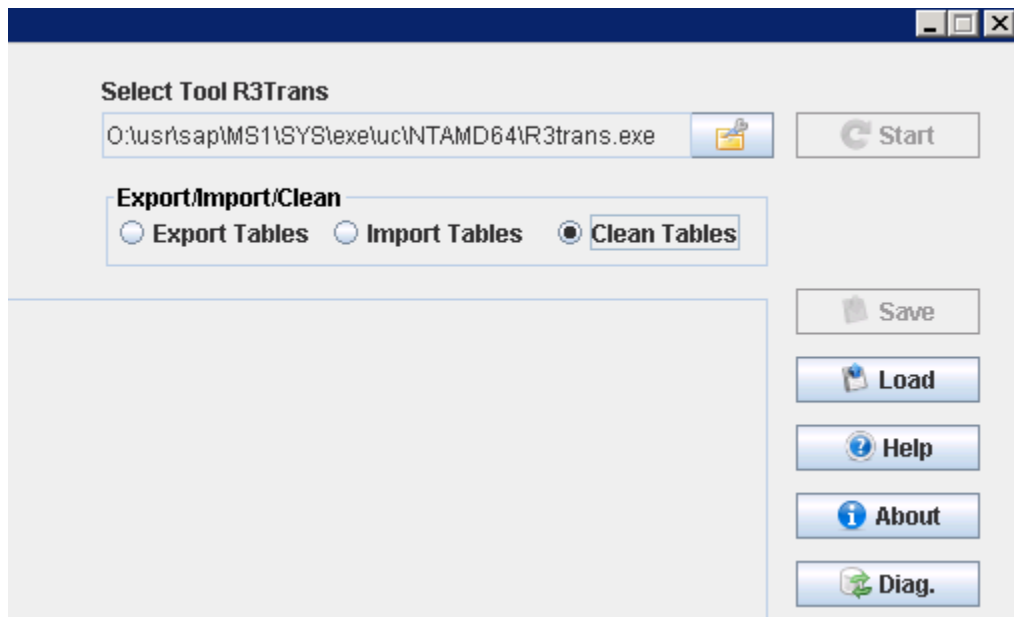 Select Tool R3Trans
O:\usr\sap\MS1\SYS\exe\uc\NTAMD64\R3trans.exe
Start
Export/Import/Clean
Export Tables
Import Tables
Clean Tables
Save
Load
Help
About
Diag.